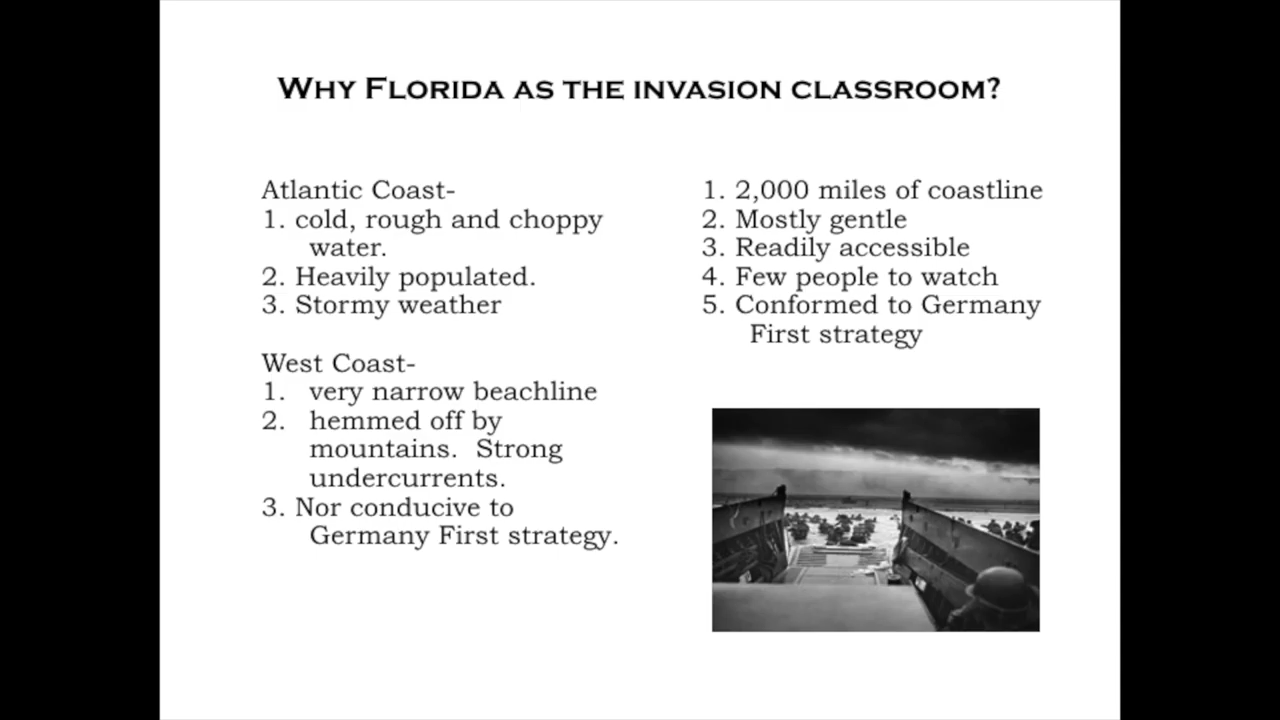 Why Florida as the invasion classroom?
Atlantic Coast-
1. cold, rough and choppy
water.
2. Heavily populated.
3. Stormy weather
West Coast-
1. very narrow beachline
2. hemmed off by
mountains. Strong
undercurrents.
3. Nor conducive to
Germany First strategy.
1. 2,000 miles of coastline
2. Mostly gentle
3. Readily accessible
4. Few people to watch
5. Conformed to Germany
First strategy